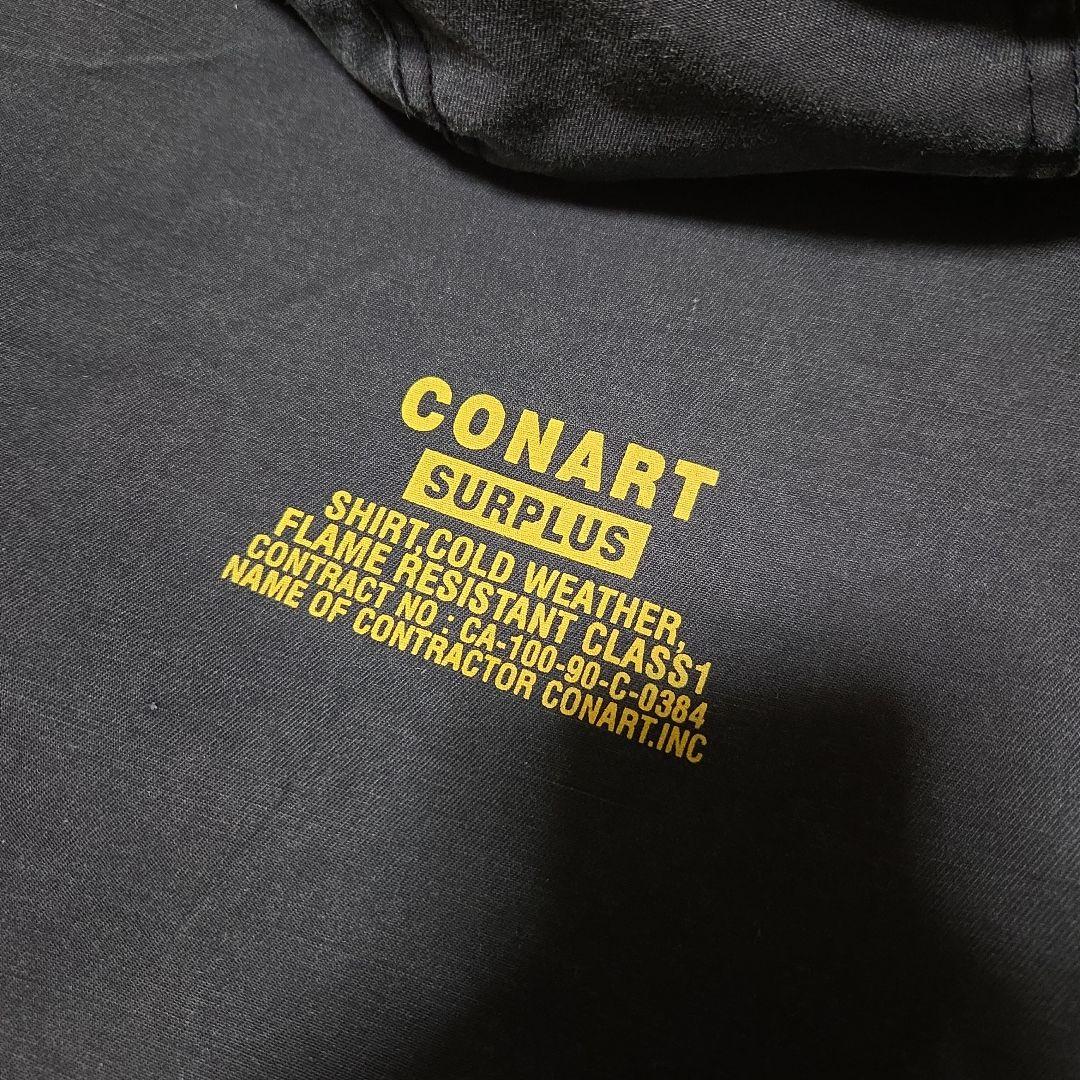 CONART
SURPLUS
SHIRT,COLD WEATHER,
FLAME RESISTANT CLASS1
CONTRACT NO : CA-100-90-C-0384
NAME OF CONTRACTOR CONART.INC